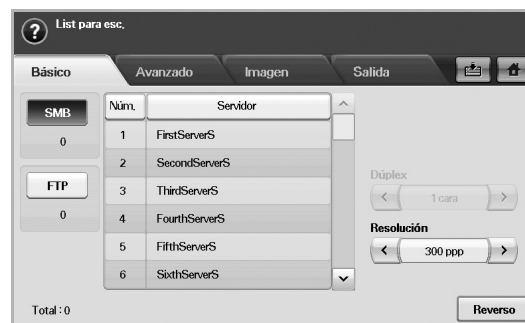 ? List para esc.
Básico Avanzado Imagen Salida
SMB
0
FTP
0
Núm. Servidor
1 FirstServerS
2 SecondServerS
3 ThirdServerS
4 FourthServerS
5 FifthServerS
6 SixthServerS
Dúplex
< 1 cara >
Resolución
< 300 ppp >
Total : 0
Reverso